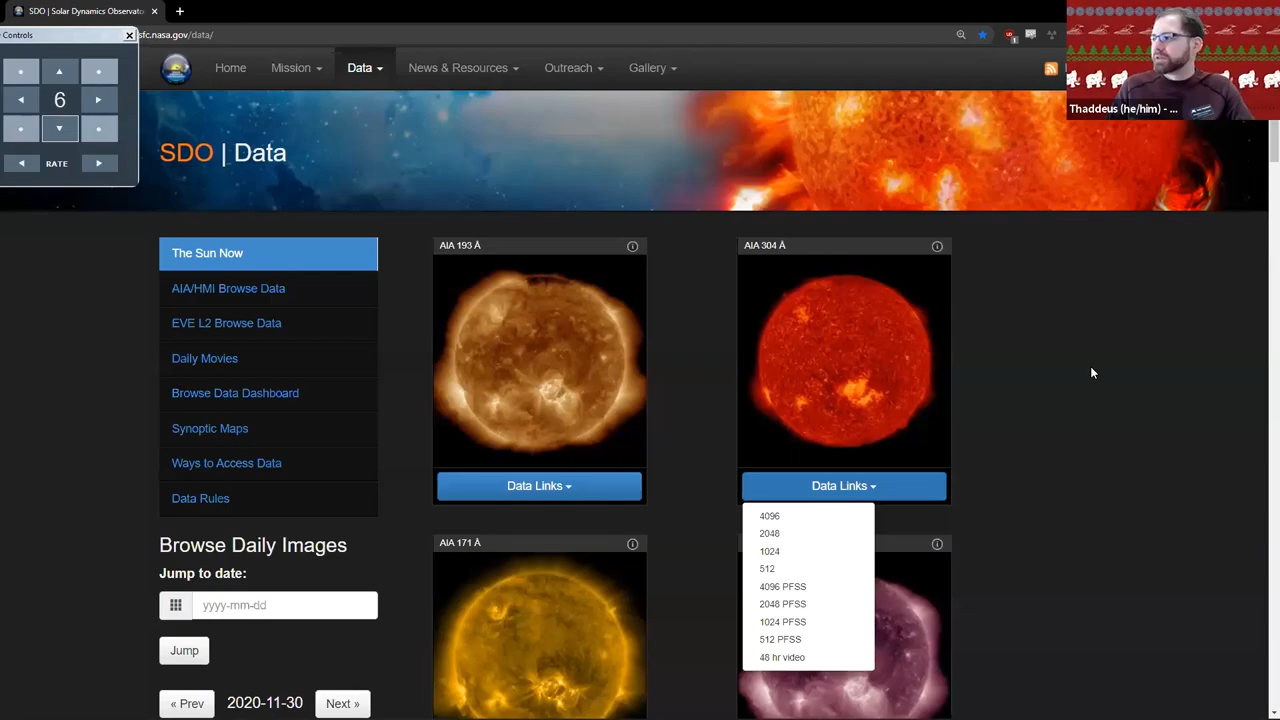 SDO | Solar Dynamics Observato
Controls
sfc.nasa.gov/data/
6
RATE
Home
Mission
Data
News & Resources
Outreach
Gallery
Thaddeus (he/him) - ...
SDO | Data
The Sun Now
AIA/HMI Browse Data
EVE L2 Browse Data
Daily Movies
Browse Data Dashboard
Synoptic Maps
Ways to Access Data
Data Rules
Browse Daily Images
Jump to date:
yyyy-mm-dd
Jump
« Prev
2020-11-30
Next »
AIA 193 Å
Data Links
AIA 304 Å
Data Links
4096
2048
1024
512
4096 PFSS
2048 PFSS
1024 PFSS
512 PFSS
48 hr video
AIA 171 Å